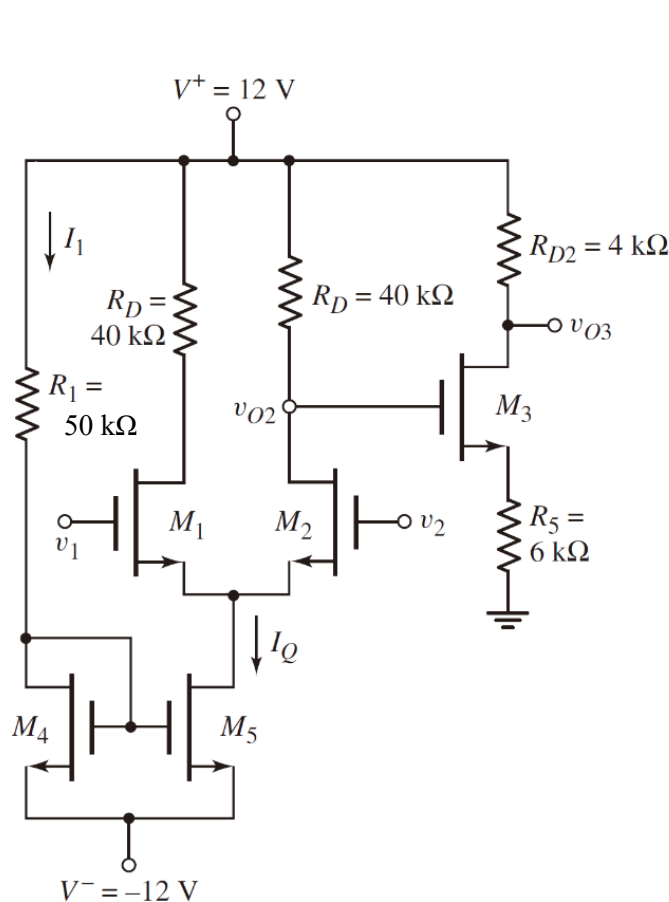 V⁺ = 12 V
I₁
R_D2 = 4 kΩ
R_D =
40 kΩ
R_D = 40 kΩ
v_O3
R₁ =
50 kΩ
v_O2
M₃
v₁
M₁
M₂
v₂
R₅ =
6 kΩ
I_Q
M₄
M₅
V⁻ = –12 V